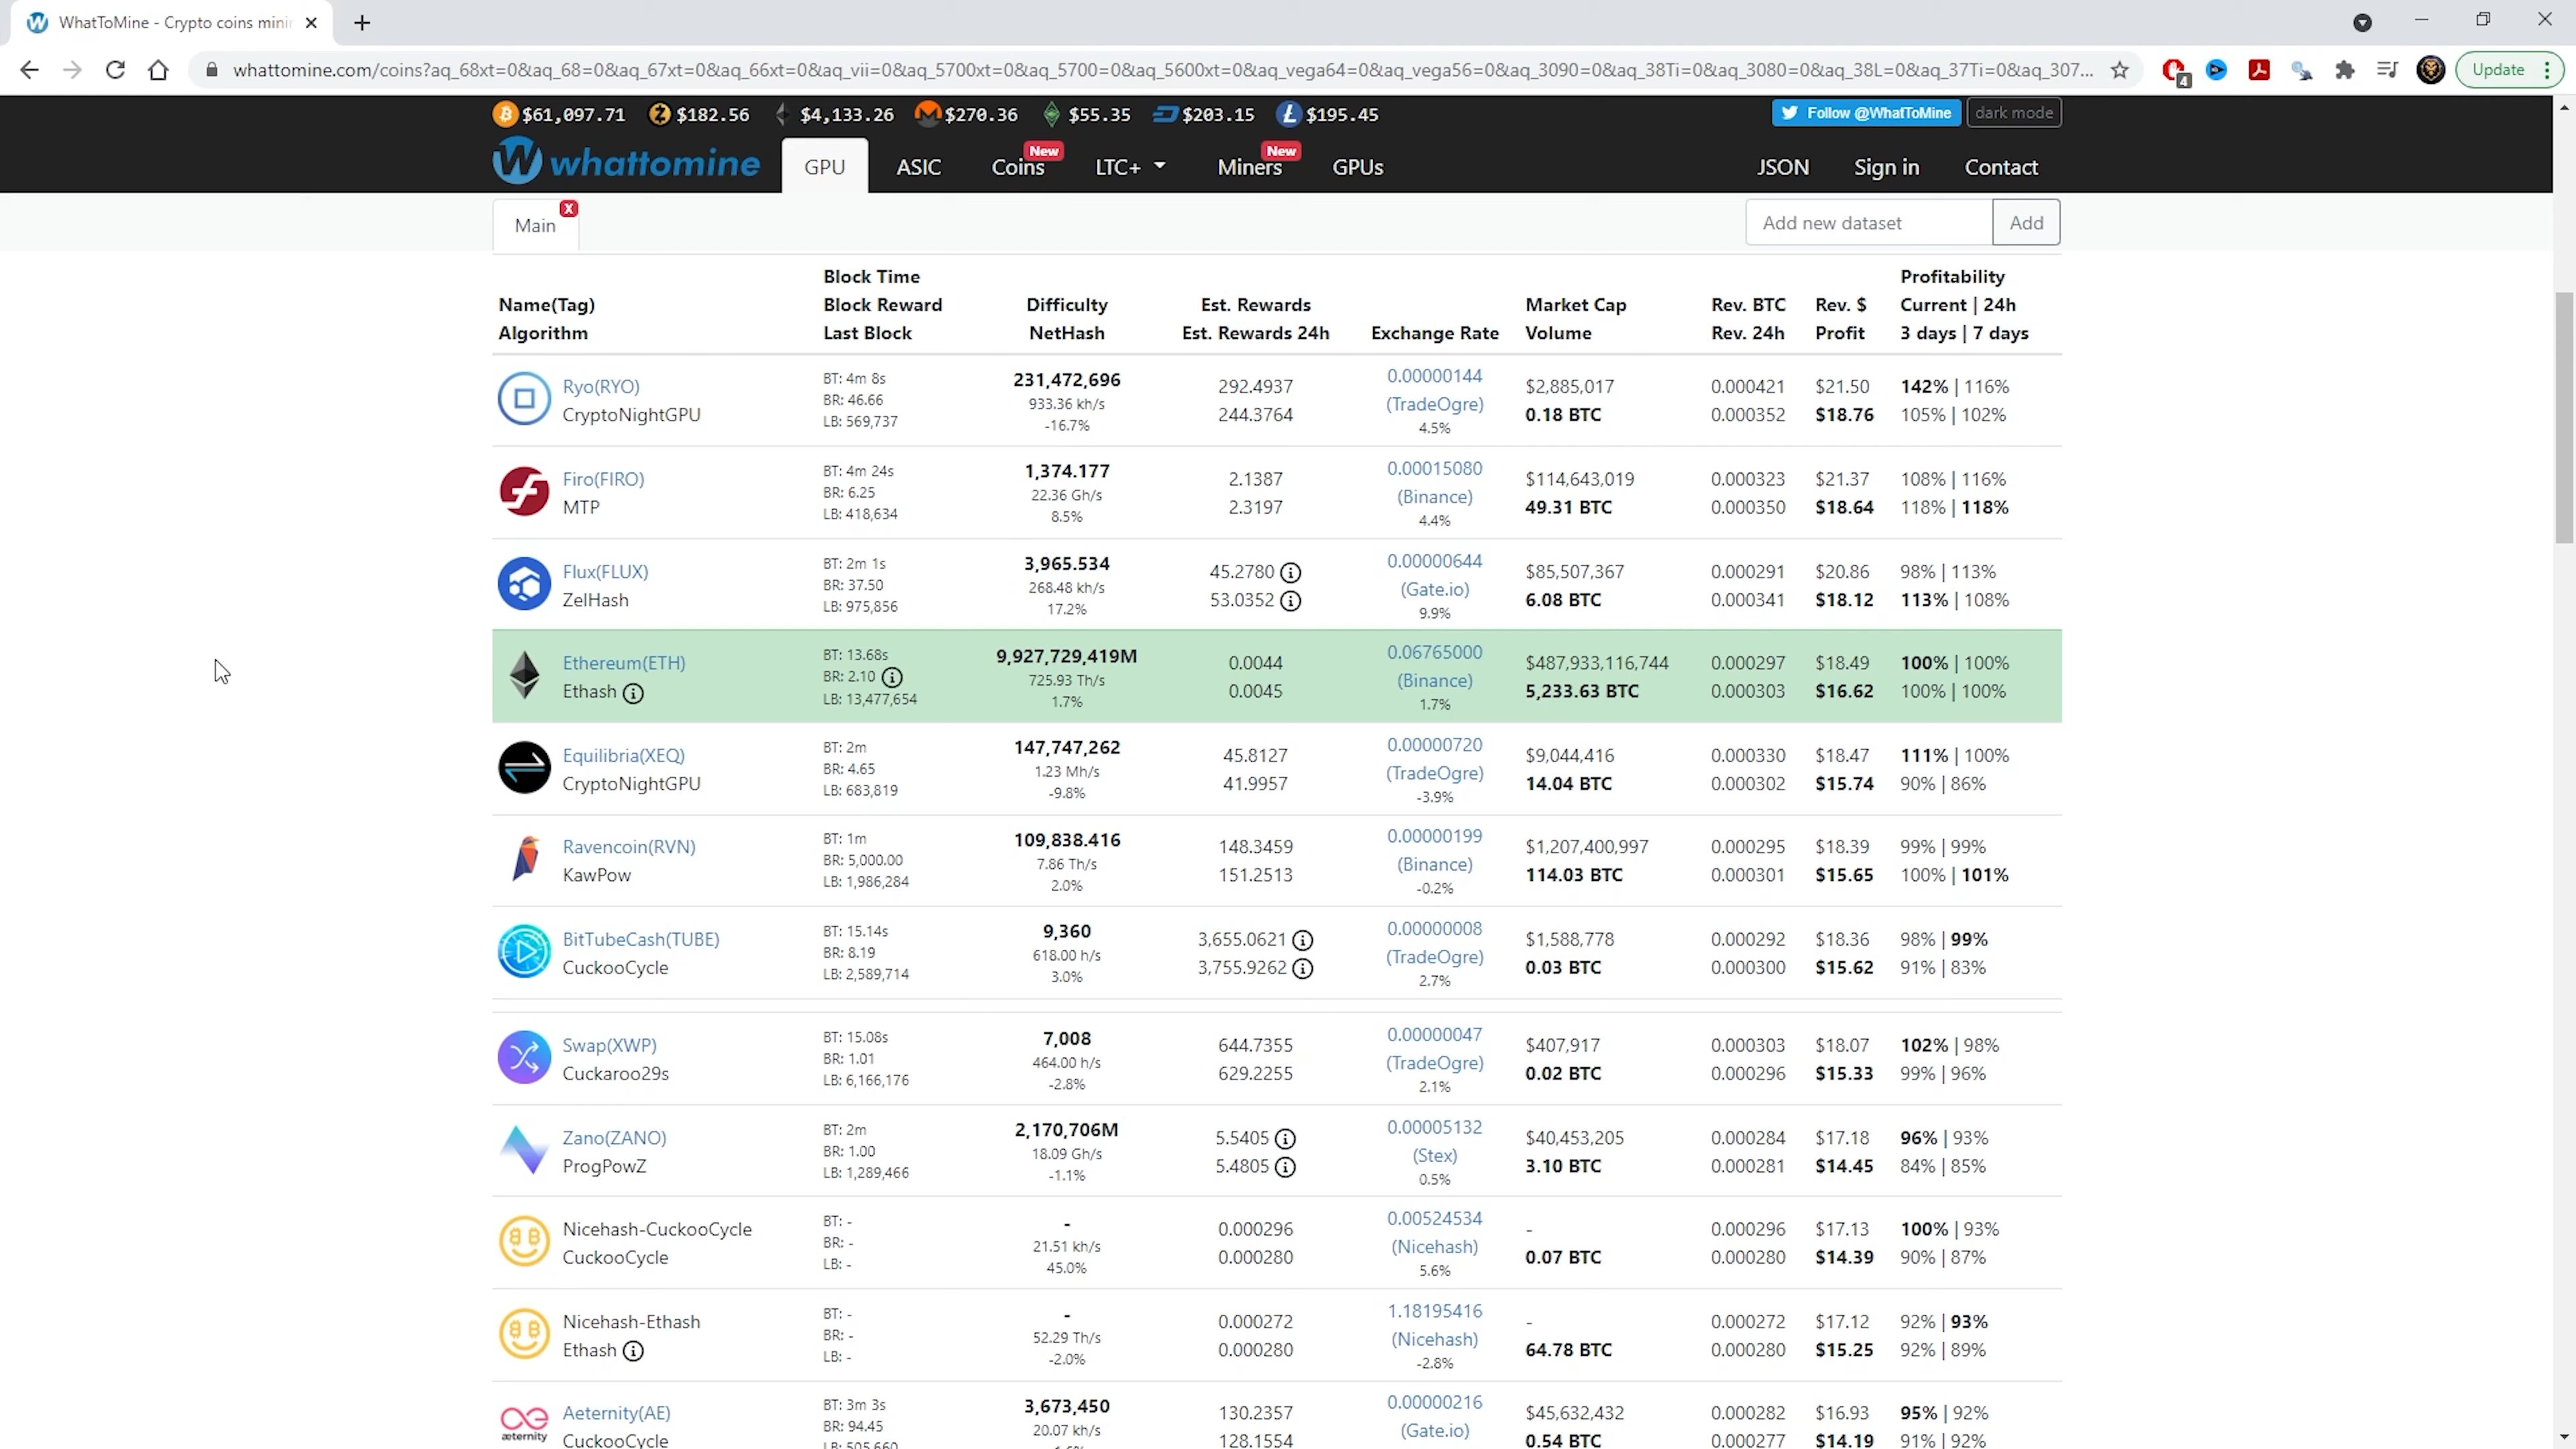 WhatToMine - Crypto coins mini
whattomine.com/coins?aq_68xt=0&aq_68=0&aq_67xt=0&aq_66xt=0&aq_vii=0&aq_5700xt=0&aq_5700=0&aq_5600xt=0&aq_vega64=0&aq_vega56=0&aq_3090=0&aq_38Ti=0&aq_3080=0&aq_38L=0&aq_37Ti=0&aq_307...
4
Update
$61,097.71 $182.56 $4,133.26 $270.36 $55.35 $203.15 $195.45
Follow @WhatToMine dark mode
whattomine GPU ASIC Coins New LTC+ Miners New GPUs JSON Sign in Contact
Main x Add new dataset Add
Block Time Profitability
Name(Tag) Block Reward Difficulty Est. Rewards Market Cap Rev. BTC Rev. $ Current | 24h
Algorithm Last Block NetHash Est. Rewards 24h Exchange Rate Volume Rev. 24h Profit 3 days | 7 days
Ryo(RYO)
CryptoNightGPU
BT: 4m 8s
BR: 46.66
LB: 569,737
231,472,696
933.36 kh/s
-16.7%
292.4937
244.3764
0.00000144
(TradeOgre)
4.5%
$2,885,017
0.18 BTC
0.000421
0.000352
$21.50
$18.76
142% | 116%
105% | 102%
Firo(FIRO)
MTP
BT: 4m 24s
BR: 6.25
LB: 418,634
1,374.177
22.36 Gh/s
8.5%
2.1387
2.3197
0.00015080
(Binance)
4.4%
$114,643,019
49.31 BTC
0.000323
0.000350
$21.37
$18.64
108% | 116%
118% | 118%
Flux(FLUX)
ZelHash
BT: 2m 1s
BR: 37.50
LB: 975,856
3,965.534
268.48 kh/s
17.2%
45.2780
53.0352
0.00000644
(Gate.io)
9.9%
$85,507,367
6.08 BTC
0.000291
0.000341
$20.86
$18.12
98% | 113%
113% | 108%
Ethereum(ETH)
Ethash
BT: 13.68s
BR: 2.10
LB: 13,477,654
9,927,729,419M
725.93 Th/s
1.7%
0.0044
0.0045
0.06765000
(Binance)
1.7%
$487,933,116,744
5,233.63 BTC
0.000297
0.000303
$18.49
$16.62
100% | 100%
100% | 100%
Equilibria(XEQ)
CryptoNightGPU
BT: 2m
BR: 4.65
LB: 683,819
147,747,262
1.23 Mh/s
-9.8%
45.8127
41.9957
0.00000720
(TradeOgre)
-3.9%
$9,044,416
14.04 BTC
0.000330
0.000302
$18.47
$15.74
111% | 100%
90% | 86%
Ravencoin(RVN)
KawPow
BT: 1m
BR: 5,000.00
LB: 1,986,284
109,838.416
7.86 Th/s
2.0%
148.3459
151.2513
0.00000199
(Binance)
-0.2%
$1,207,400,997
114.03 BTC
0.000295
0.000301
$18.39
$15.65
99% | 99%
100% | 101%
BitTubeCash(TUBE)
CuckooCycle
BT: 15.14s
BR: 8.19
LB: 2,589,714
9,360
618.00 h/s
3.0%
3,655.0621
3,755.9262
0.00000008
(TradeOgre)
2.7%
$1,588,778
0.03 BTC
0.000292
0.000300
$18.36
$15.62
98% | 99%
91% | 83%
Swap(XWP)
Cuckaroo29s
BT: 15.08s
BR: 1.01
LB: 6,166,176
7,008
464.00 h/s
-2.8%
644.7355
629.2255
0.00000047
(TradeOgre)
2.1%
$407,917
0.02 BTC
0.000303
0.000296
$18.07
$15.33
102% | 98%
99% | 96%
Zano(ZANO)
ProgPowZ
BT: 2m
BR: 1.00
LB: 1,289,466
2,170,706M
18.09 Gh/s
-1.1%
5.5405
5.4805
0.00005132
(Stex)
0.5%
$40,453,205
3.10 BTC
0.000284
0.000281
$17.18
$14.45
96% | 93%
84% | 85%
Nicehash-CuckooCycle
CuckooCycle
BT: -
BR: -
LB: -
-
21.51 kh/s
45.0%
0.000296
0.000280
0.00524534
(Nicehash)
5.6%
-
0.07 BTC
0.000296
0.000280
$17.13
$14.39
100% | 93%
90% | 87%
Nicehash-Ethash
Ethash
BT: -
BR: -
LB: -
-
52.29 Th/s
-2.0%
0.000272
0.000280
1.18195416
(Nicehash)
-2.8%
-
64.78 BTC
0.000272
0.000280
$17.12
$15.25
92% | 93%
92% | 89%
Aeternity(AE)
CuckooCycle
BT: 3m 3s
BR: 94.45
LB: 505,660
3,673,450
20.07 kh/s
130.2357
128.1554
0.00000216
(Gate.io)
$45,632,432
0.54 BTC
0.000282
0.000277
$16.93
$14.19
95% | 92%
91% | 92%
æternity